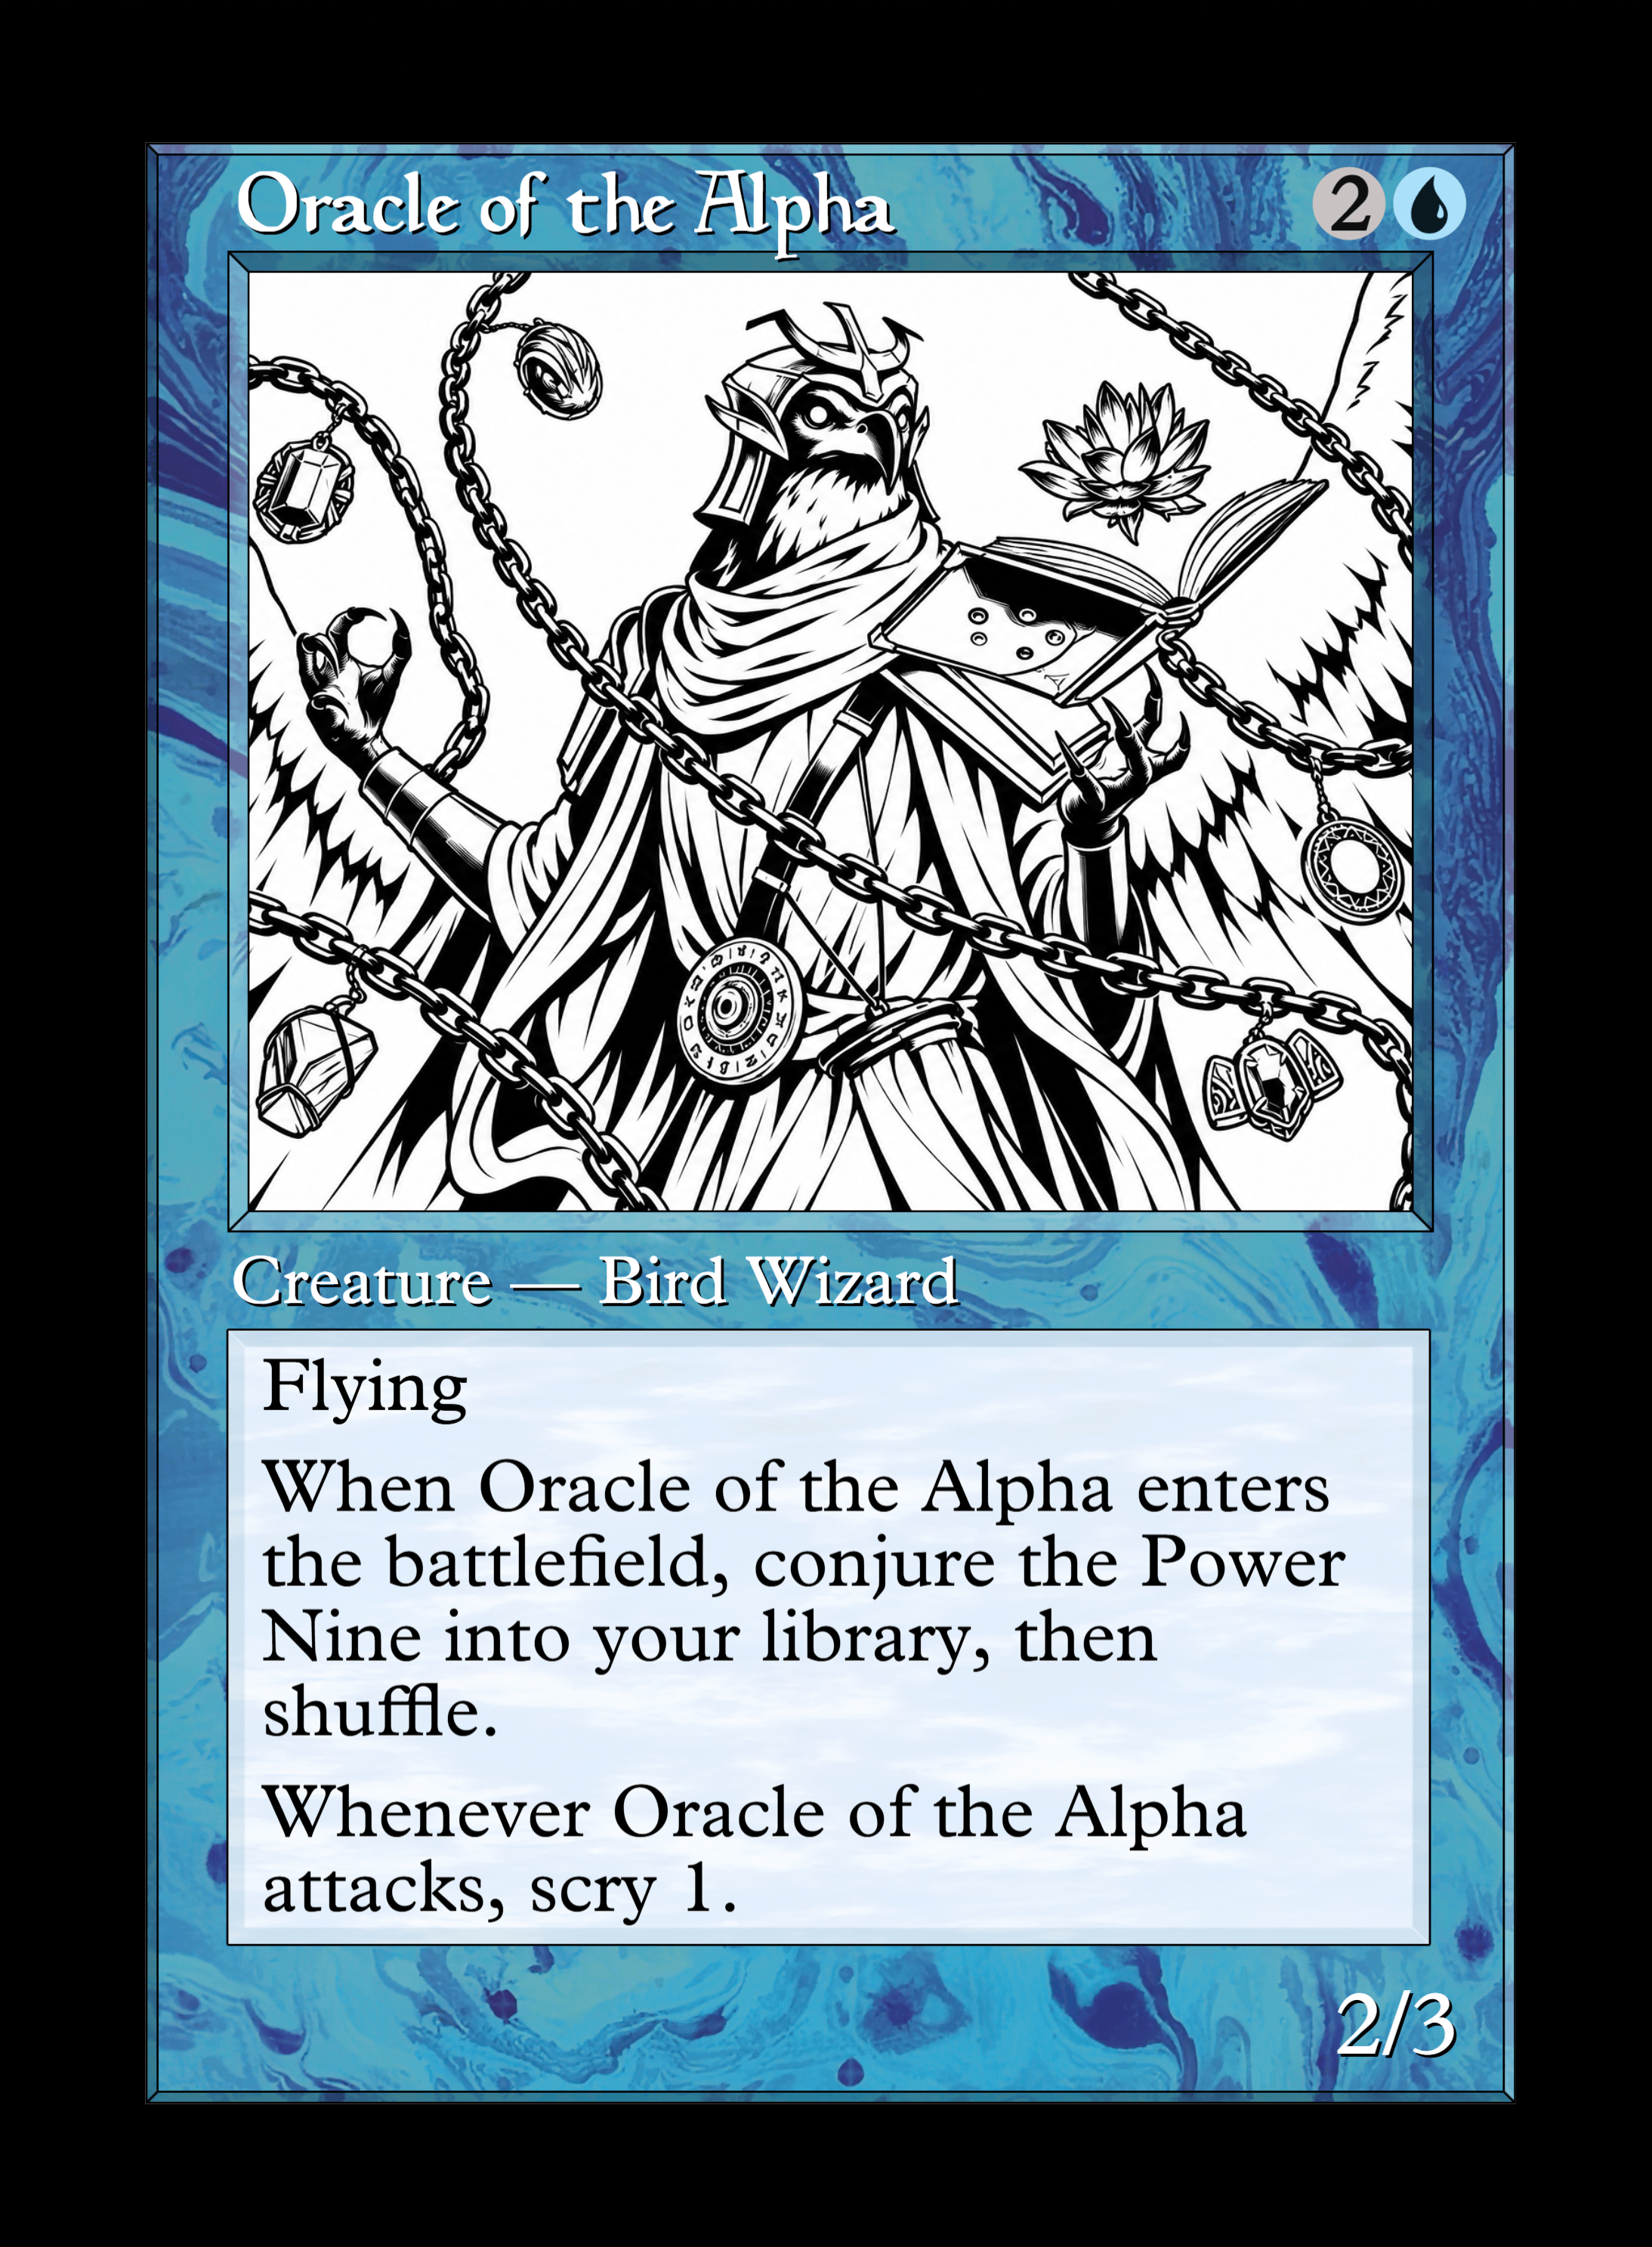 Oracle of the Alpha
2
Creature — Bird Wizard
Flying
When Oracle of the Alpha enters
the battlefield, conjure the Power
Nine into your library, then
shuffle.
Whenever Oracle of the Alpha
attacks, scry 1.
2/3